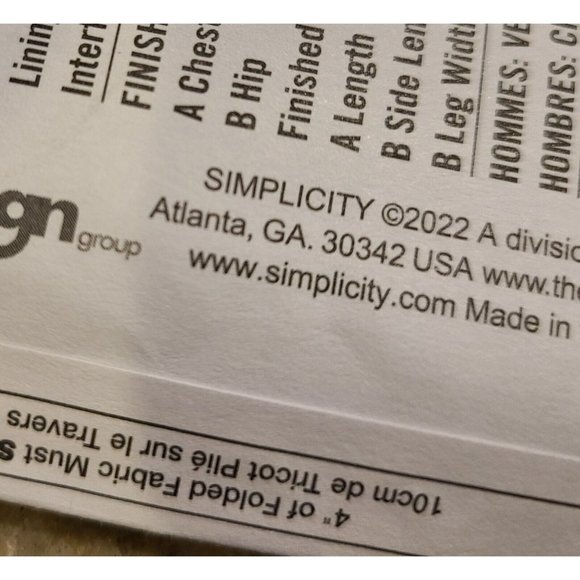 Lining
Interf
FINISH
A Chest
B Hip
Finished
A Length
B Side Len
B Leg Width
HOMMES: VE
HOMBRES: C
gn group
SIMPLICITY ©2022 A divisio
Atlanta, GA. 30342 USA www.the
www.simplicity.com Made in
4" of Folded Fabric Must S
10cm de Tricot Plié sur le Travers